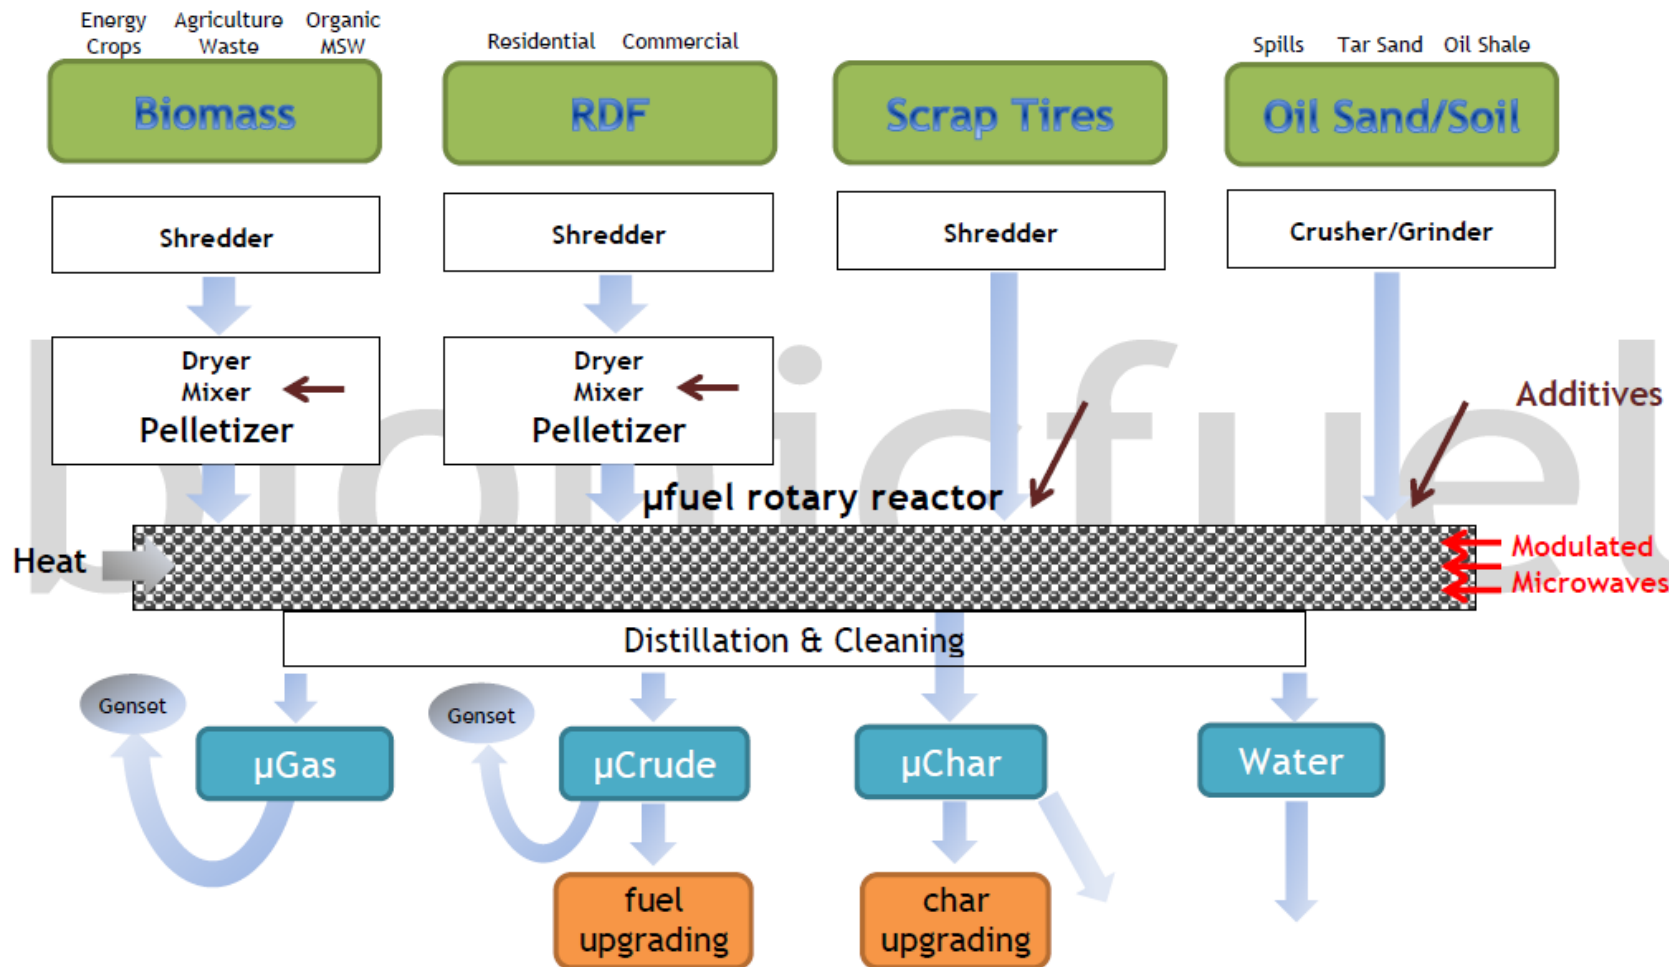 Energy Crops
Agriculture Waste
Organic MSW
Residential
Commercial
Spills
Tar Sand
Oil Shale
Biomass
RDF
Scrap Tires
Oil Sand/Soil
Shredder
Shredder
Shredder
Crusher/Grinder
Dryer
Mixer
Pelletizer
Dryer
Mixer
Pelletizer
Additives
bionicfuel
µfuel rotary reactor
Heat
Modulated
Microwaves
Distillation & Cleaning
Genset
µGas
Genset
µCrude
µChar
Water
fuel
upgrading
char
upgrading